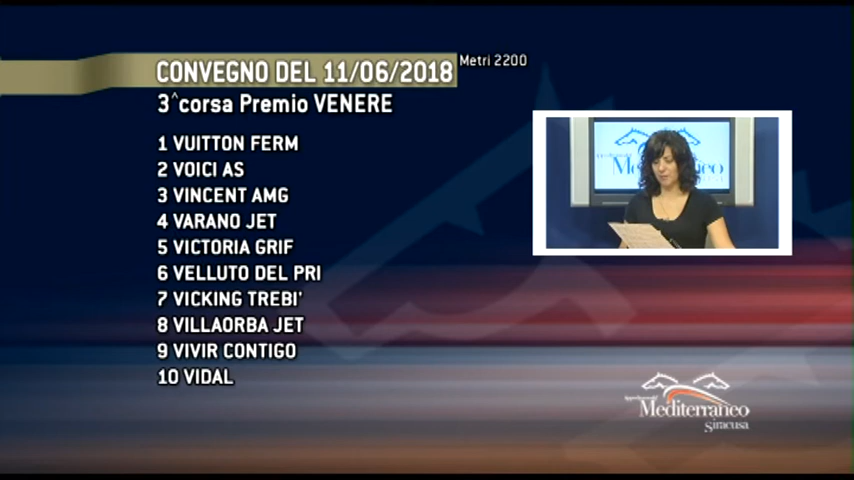 CONVEGNO DEL 11/06/2018
Metri 2200
3^corsa Premio VENERE
1 VUITTON FERM
2 VOICI AS
3 VINCENT AMG
4 VARANO JET
5 VICTORIA GRIF
6 VELLUTO DEL PRI
7 VICKING TREBI'
8 VILLAORBA JET
9 VIVIR CONTIGO
10 VIDAL
Mediterraneo
Mediterraneo
Siracusa